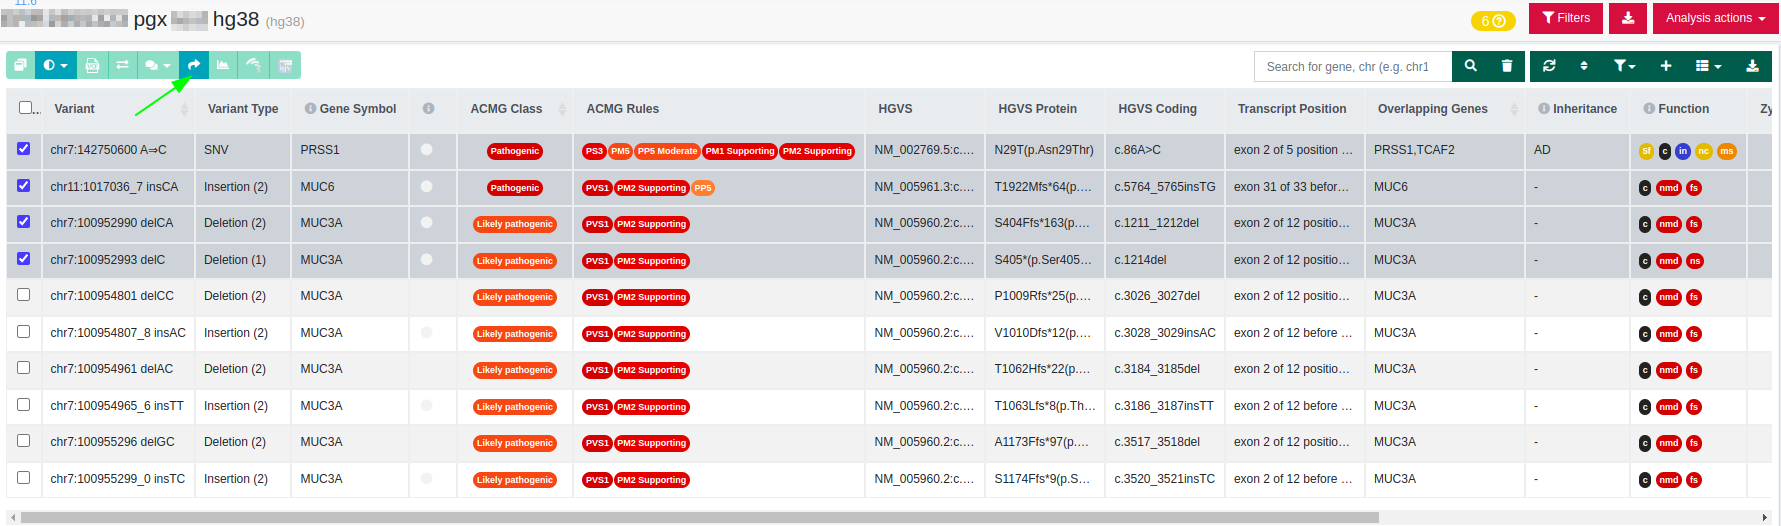 11.6
pgx hg38 (hg38)
6 Filters Analysis actions
Search for gene, chr (e.g. chr1
... Variant Variant Type Gene Symbol ACMG Class ACMG Rules HGVS HGVS Protein HGVS Coding Transcript Position Overlapping Genes Inheritance Function Zy
chr7:142750600 A⇒C SNV PRSS1 Pathogenic PS3 PM5 PP5 Moderate PM1 Supporting PM2 Supporting NM_002769.5:c.... N29T(p.Asn29Thr) c.86A>C exon 2 of 5 position ... PRSS1,TCAF2 AD 5f c in nc ms
chr11:1017036_7 insCA Insertion (2) MUC6 Pathogenic PVS1 PM2 Supporting PP5 NM_005961.3:c.... T1922Mfs*64(p.... c.5764_5765insTG exon 31 of 33 befor... MUC6 - c nmd fs
chr7:100952990 delCA Deletion (2) MUC3A Likely pathogenic PVS1 PM2 Supporting NM_005960.2:c.... S404Ffs*163(p.... c.1211_1212del exon 2 of 12 positio... MUC3A - c nmd fs
chr7:100952993 delC Deletion (1) MUC3A Likely pathogenic PVS1 PM2 Supporting NM_005960.2:c.... S405*(p.Ser405... c.1214del exon 2 of 12 positio... MUC3A - c nmd ns
chr7:100954801 delCC Deletion (2) MUC3A Likely pathogenic PVS1 PM2 Supporting NM_005960.2:c.... P1009Rfs*25(p.... c.3026_3027del exon 2 of 12 positio... MUC3A - c nmd fs
chr7:100954807_8 insAC Insertion (2) MUC3A Likely pathogenic PVS1 PM2 Supporting NM_005960.2:c.... V1010Dfs*12(p.... c.3028_3029insAC exon 2 of 12 before ... MUC3A - c nmd fs
chr7:100954961 delAC Deletion (2) MUC3A Likely pathogenic PVS1 PM2 Supporting NM_005960.2:c.... T1062Hfs*22(p.... c.3184_3185del exon 2 of 12 positio... MUC3A - c nmd fs
chr7:100954965_6 insTT Insertion (2) MUC3A Likely pathogenic PVS1 PM2 Supporting NM_005960.2:c.... T1063Lfs*8(p.Th... c.3186_3187insTT exon 2 of 12 before ... MUC3A - c nmd fs
chr7:100955296 delGC Deletion (2) MUC3A Likely pathogenic PVS1 PM2 Supporting NM_005960.2:c.... A1173Ffs*97(p.... c.3517_3518del exon 2 of 12 positio... MUC3A - c nmd fs
chr7:100955299_0 insTC Insertion (2) MUC3A Likely pathogenic PVS1 PM2 Supporting NM_005960.2:c.... S1174Ffs*9(p.S... c.3520_3521insTC exon 2 of 12 before ... MUC3A - c nmd fs